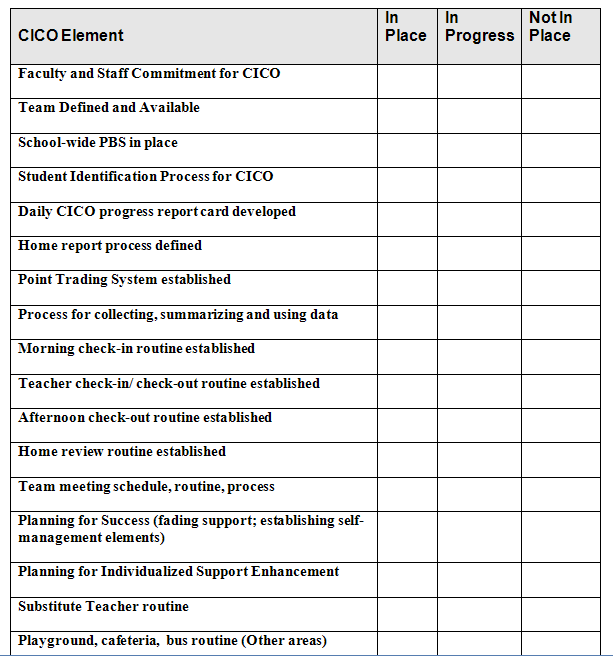 CICO Element
In Place
In Progress
Not In Place
Faculty and Staff Commitment for CICO
Team Defined and Available
School-wide PBS in place
Student Identification Process for CICO
Daily CICO progress report card developed
Home report process defined
Point Trading System established
Process for collecting, summarizing and using data
Morning check-in routine established
Teacher check-in/ check-out routine established
Afternoon check-out routine established
Home review routine established
Team meeting schedule, routine, process
Planning for Success (fading support; establishing self-
management elements)
Planning for Individualized Support Enhancement
Substitute Teacher routine
Playground, cafeteria, bus routine (Other areas)